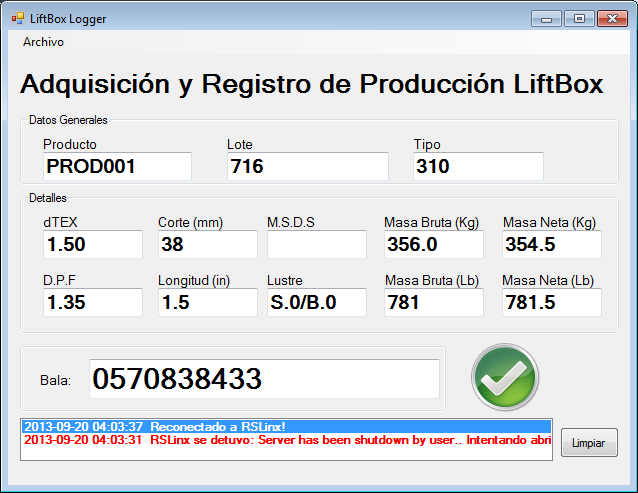 LiftBox Logger
Archivo
Adquisición y Registro de Producción LiftBox
Datos Generales
Producto Lote Tipo
PROD001 716 310
Detalles
dTEX Corte (mm) M.S.D.S Masa Bruta (Kg) Masa Neta (Kg)
1.50 38 356.0 354.5
D.P.F Longitud (in) Lustre Masa Bruta (Lb) Masa Neta (Lb)
1.35 1.5 S.0/B.0 781 781.5
Bala: 0570838433
2013-09-20 04:03:37 Reconectado a RSLinx!
2013-09-20 04:03:31 RSLinx se detuvo: Server has been shutdown by user.. Intentando abri
Limpiar